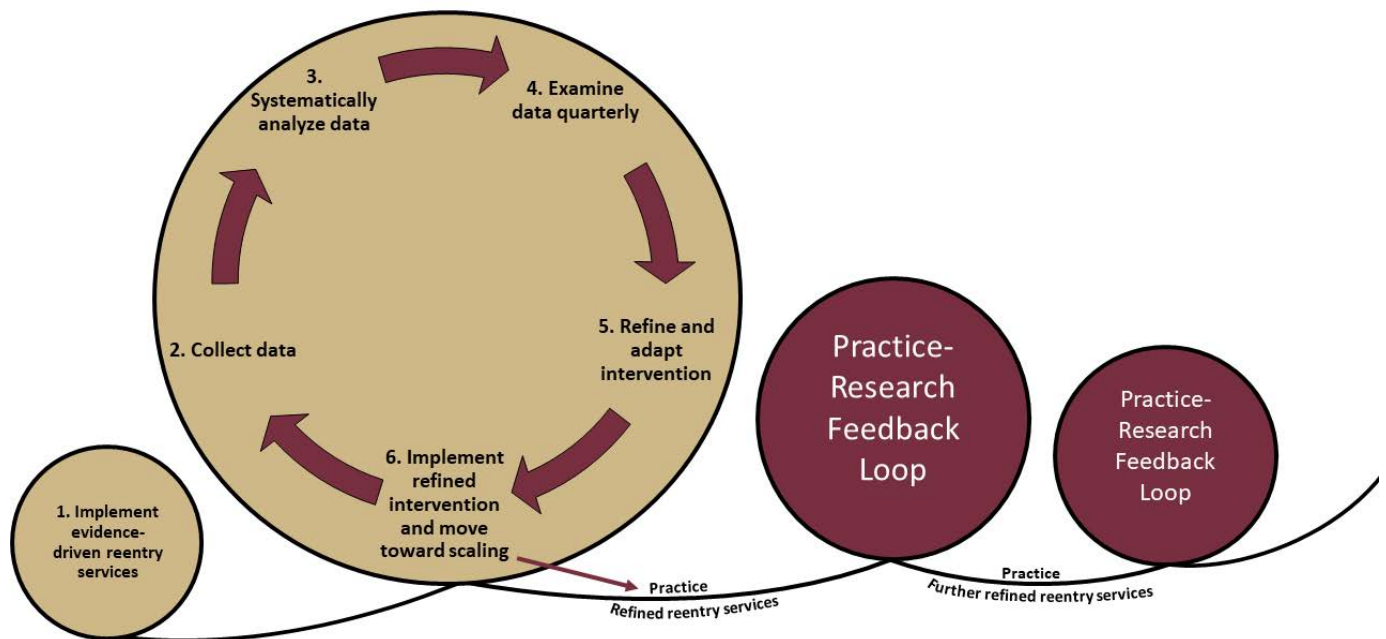 1. Implement
evidence-
driven reentry
services
2. Collect data
3.
Systematically
analyze data
4. Examine
data quarterly
5. Refine and
adapt
intervention
6. Implement
refined
intervention
and move
toward scaling
Practice
Refined reentry services
Practice-
Research
Feedback
Loop
Practice
Further refined reentry services
Practice-
Research
Feedback
Loop